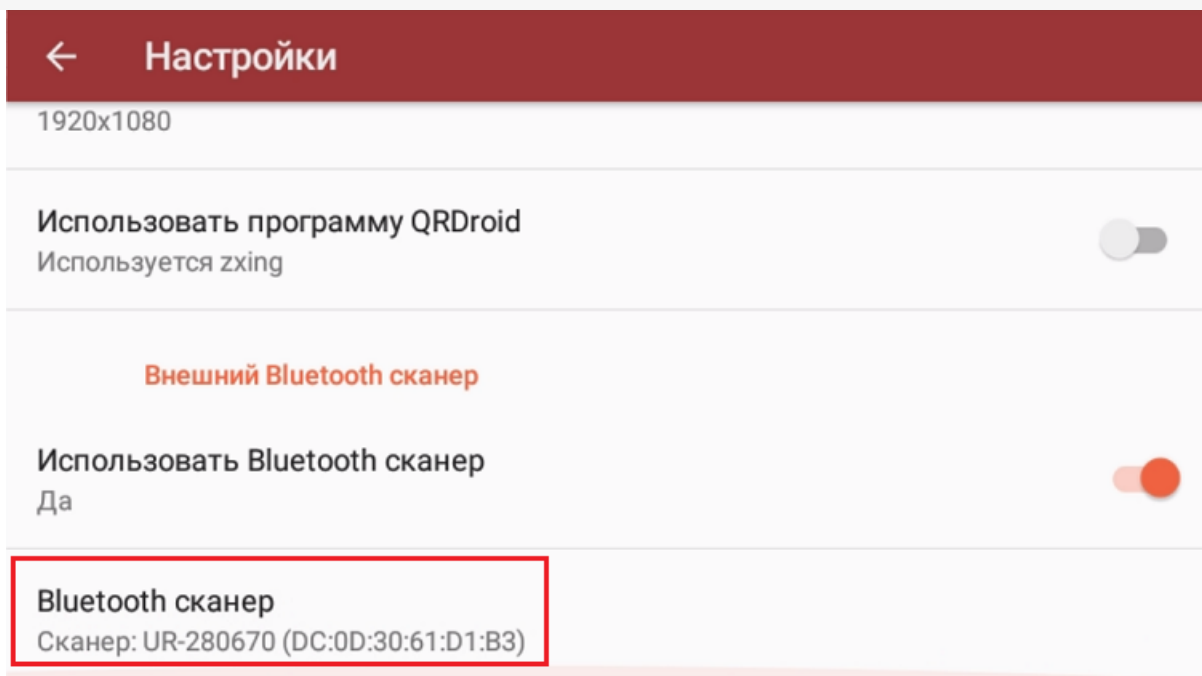 Настройки
1920x1080
Использовать программу QRDroid
Используется zxing
Внешний Bluetooth сканер
Использовать Bluetooth сканер
Да
Bluetooth сканер
Сканер: UR-280670 (DC:0D:30:61:D1:B3)